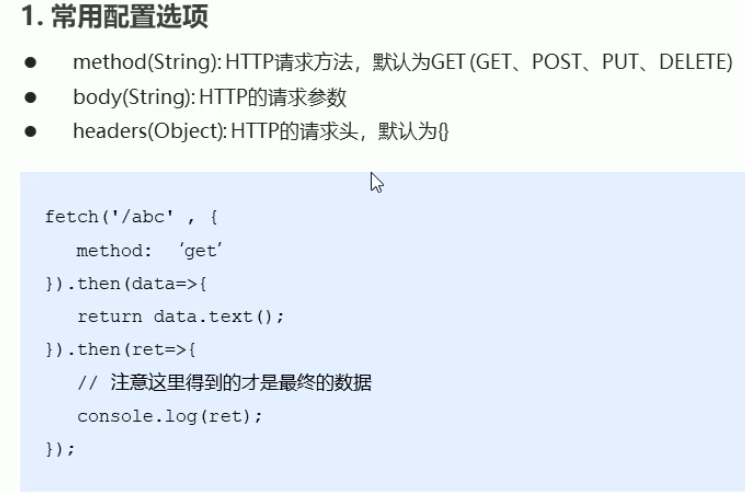 1. 常用配置选项
● method(String): HTTP请求方法，默认为GET (GET、POST、PUT、DELETE)
● body(String): HTTP的请求参数
● headers(Object): HTTP的请求头，默认为{}
fetch('/abc' , {
method: ‘get’
}).then(data=>{
return data.text();
}).then(ret=>{
// 注意这里得到的才是最终的数据
console.log(ret);
});